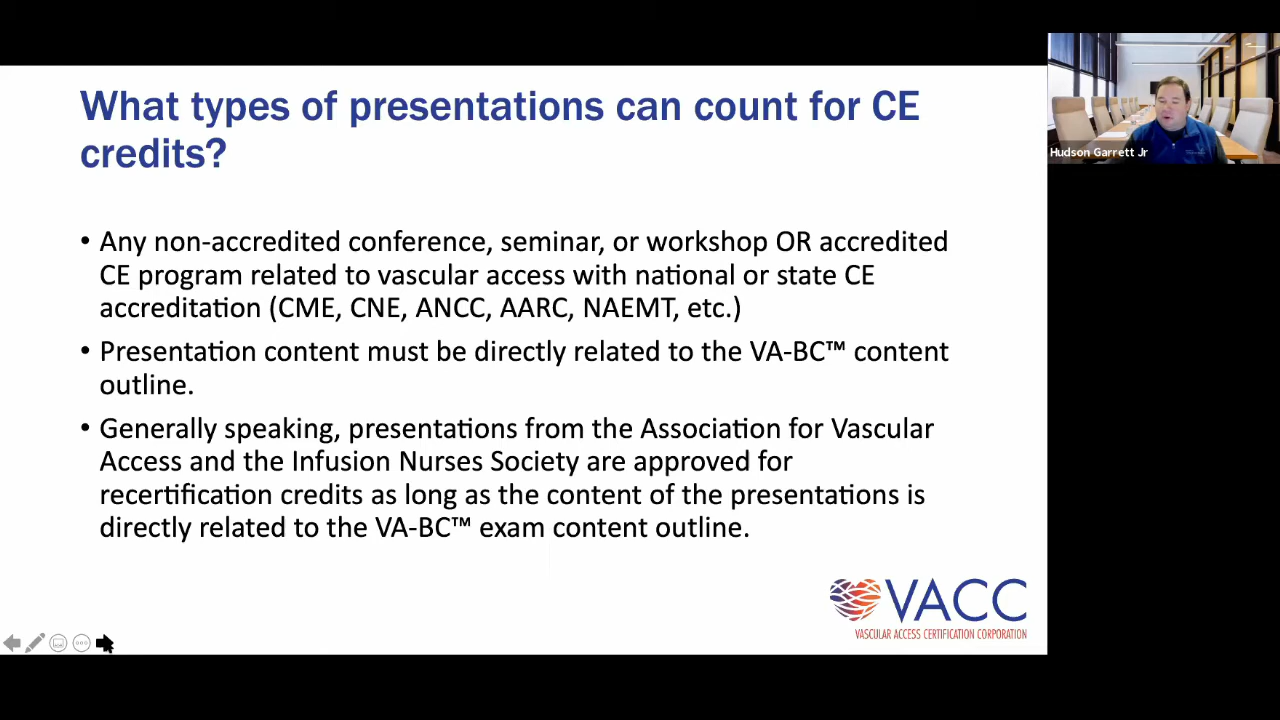 What types of presentations can count for CE
credits?
• Any non-accredited conference, seminar, or workshop OR accredited
CE program related to vascular access with national or state CE
accreditation (CME, CNE, ANCC, AARC, NAEMT, etc.)
• Presentation content must be directly related to the VA-BC™ content
outline.
• Generally speaking, presentations from the Association for Vascular
Access and the Infusion Nurses Society are approved for
recertification credits as long as the content of the presentations is
directly related to the VA-BC™ exam content outline.
VACC
VASCULAR ACCESS CERTIFICATION CORPORATION
Hudson Garrett Jr